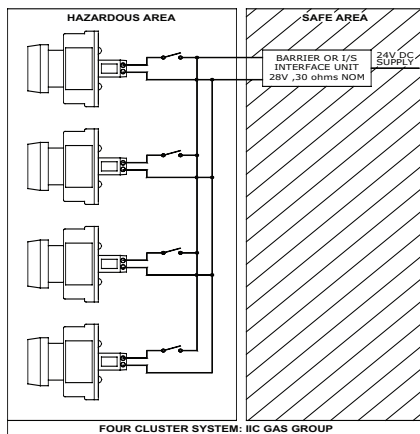 HAZARDOUS AREA
SAFE AREA
BARRIER OR I/S
INTERFACE UNIT
28V ,30 ohms NOM
24V DC
SUPPLY
FOUR CLUSTER SYSTEM: IIC GAS GROUP